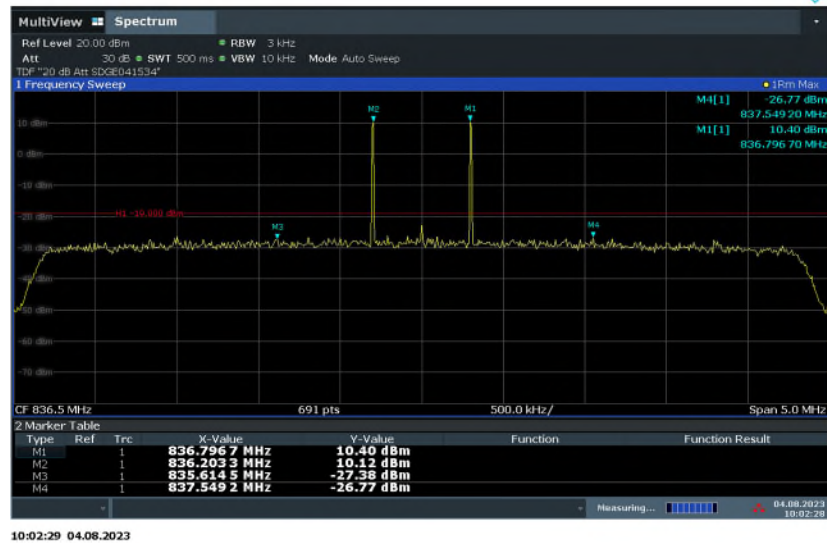 MultiView Spectrum
Ref Level 20.00 dBm RBW 3 kHz
Att 30 dB SWT 500 ms VBW 10 kHz Mode Auto Sweep
TDF "20 dB Att SDGE041534"
1 Frequency Sweep 1Rm Max
M4[1] -26.77 dBm
837.549 20 MHz
M1[1] 10.40 dBm
836.796 70 MHz
M2 M1
10 dBm
0 dBm
-10 dBm
H1 -19.000 dBm
-20 dBm
M3 M4
-30 dBm
-40 dBm
-50 dBm
-60 dBm
-70 dBm
CF 836.5 MHz 691 pts 500.0 kHz/ Span 5.0 MHz
2 Marker Table
Type Ref Trc X-Value Y-Value Function Function Result
M1 1 836.796 7 MHz 10.40 dBm
M2 1 836.203 3 MHz 10.12 dBm
M3 1 835.614 5 MHz -27.38 dBm
M4 1 837.549 2 MHz -26.77 dBm
Measuring... 04.08.2023
10:02:28
10:02:29 04.08.2023